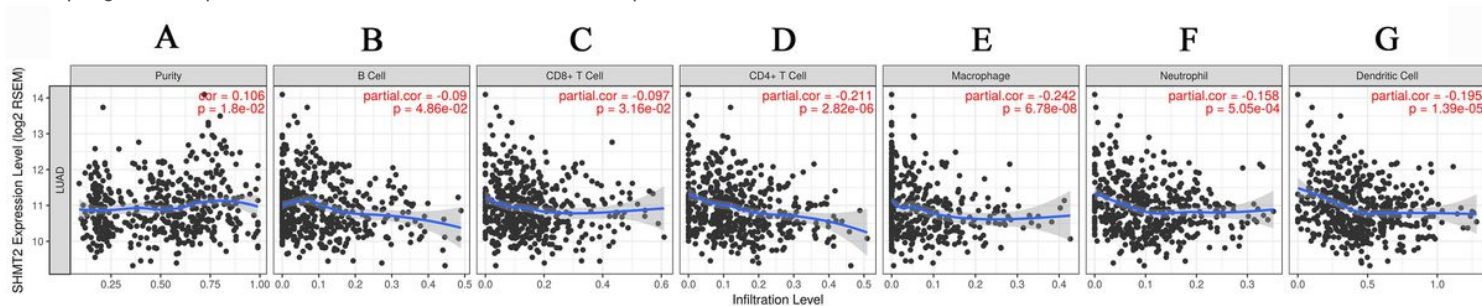 A B C D E F G
Purity B Cell CD8+ T Cell CD4+ T Cell Macrophage Neutrophil Dendritic Cell
cor = 0.106 partial.cor = -0.09 partial.cor = -0.097 partial.cor = -0.211 partial.cor = -0.242 partial.cor = -0.158 partial.cor = -0.195
p = 1.8e-02 p = 4.86e-02 p = 3.16e-02 p = 2.82e-06 p = 6.78e-08 p = 5.05e-04 p = 1.39e-05
SHMT2 Expression Level (log2 RSEM)
LUAD
14
13
12
11
10
0.25 0.50 0.75 1.00 0.0 0.1 0.2 0.3 0.4 0.5 0.0 0.2 0.4 0.6 0.0 0.1 0.2 0.3 0.4 0.5 0.0 0.1 0.2 0.3 0.4 0.0 0.1 0.2 0.3 0.0 0.5 1.0
Infiltration Level